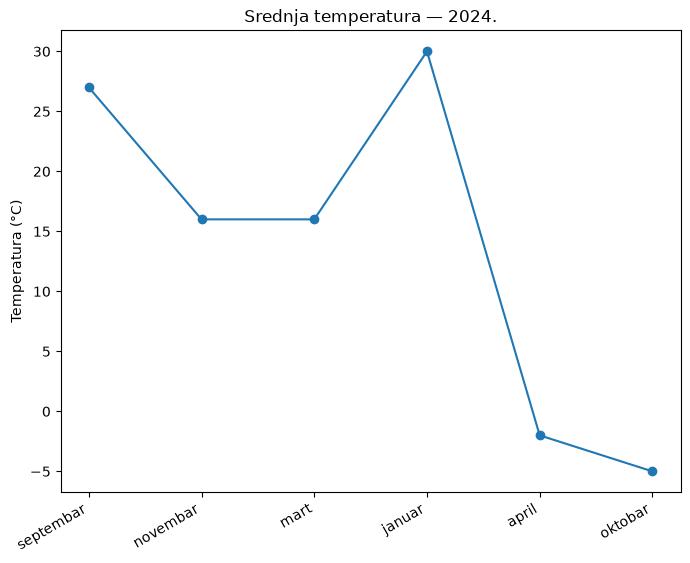 Srednja temperatura — 2024.
Temperatura (°C)
30
25
20
15
10
5
0
−5
septembar
novembar
mart
januar
april
oktobar